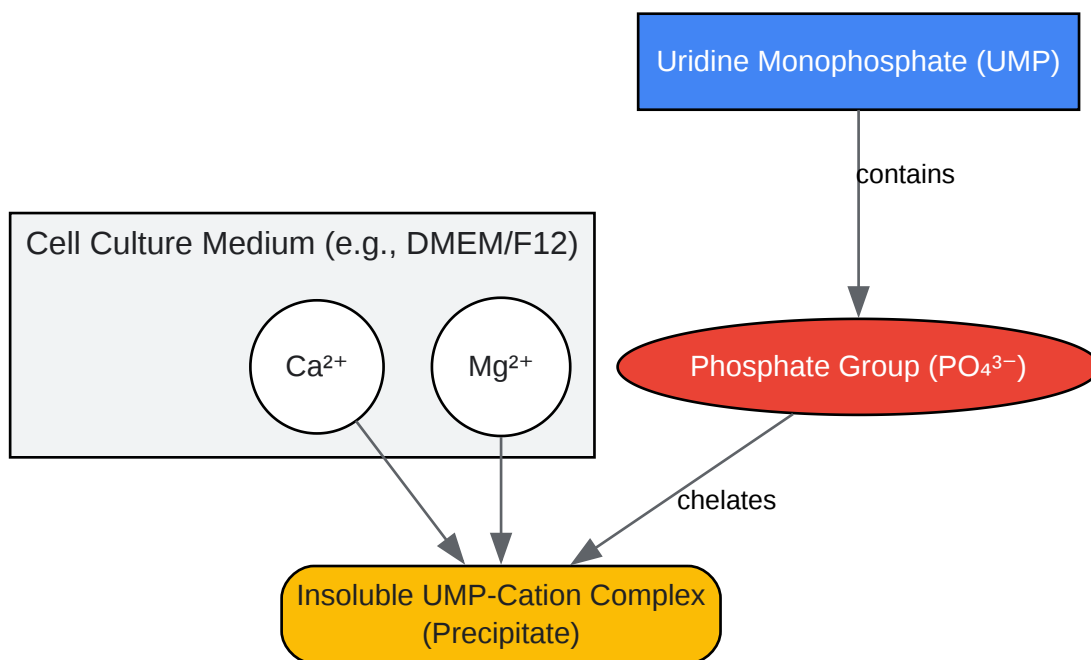 Uridine Monophosphate (UMP)
contains
Cell Culture Medium (e.g., DMEM/F12)
Ca²⁺
Mg²⁺
Phosphate Group (PO₄³⁻)
chelates
Insoluble UMP-Cation Complex
(Precipitate)